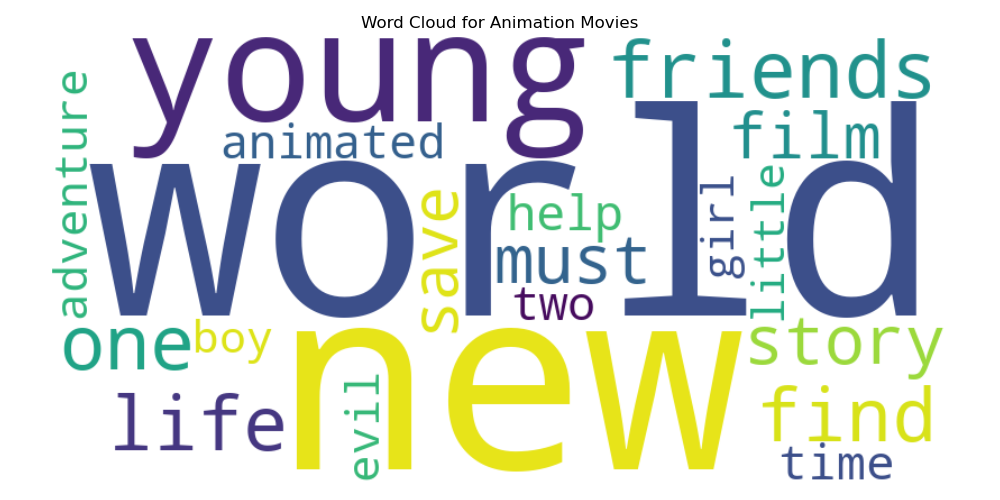 Word Cloud for Animation Movies
young
friends
animated
film
adventure
world
save
help
must
two
girl
little
one
boy
new
story
life
evil
find
time